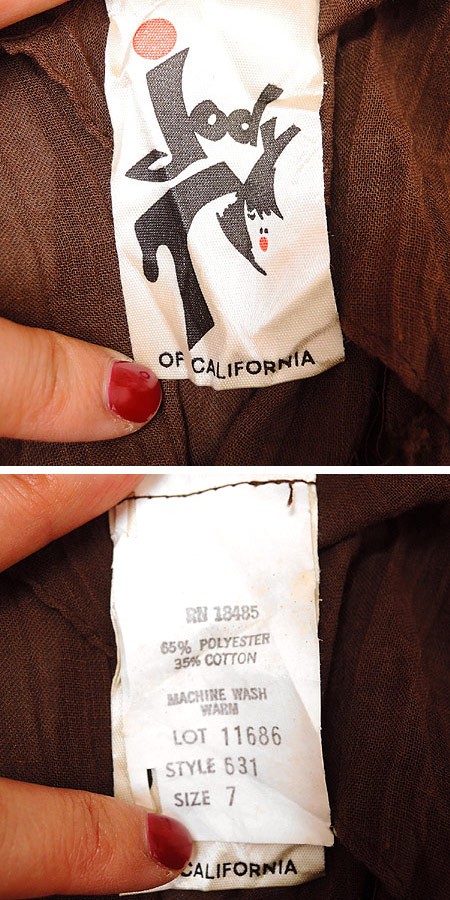 Jody
T
OF CALIFORNIA
RN 18485
65% POLYESTER
35% COTTON
MACHINE WASH
WARM
LOT 11686
STYLE 631
SIZE 7
CALIFORNIA